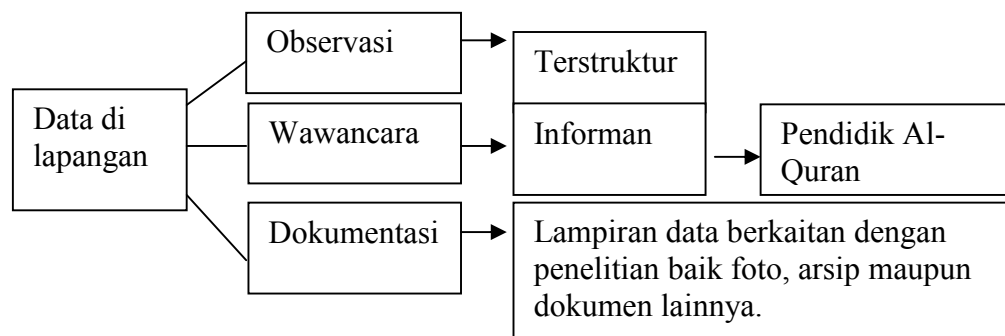 Observasi
Terstruktur
Data di
lapangan
Wawancara
Informan
Pendidik Al-
Quran
Dokumentasi
Lampiran data berkaitan dengan
penelitian baik foto, arsip maupun
dokumen lainnya.